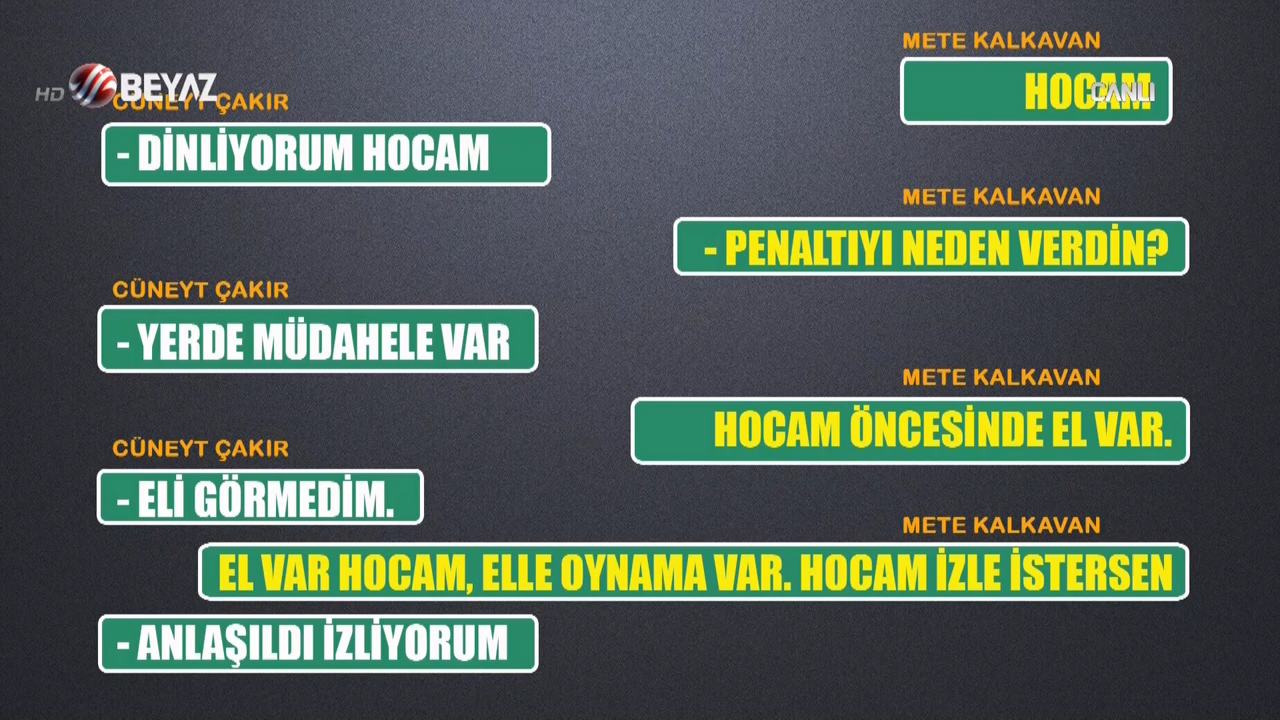 METE KALKAVAN
HOCAM
CANLI
HD BEYAZ
CÜNEYT ÇAKIR
- DİNLİYORUM HOCAM
METE KALKAVAN
- PENALTIYI NEDEN VERDİN?
CÜNEYT ÇAKIR
- YERDE MÜDAHELE VAR
METE KALKAVAN
HOCAM ÖNCESİNDE EL VAR.
CÜNEYT ÇAKIR
- ELİ GÖRMEDİM.
METE KALKAVAN
EL VAR HOCAM, ELLE OYNAMA VAR. HOCAM İZLE İSTERSEN
- ANLAŞILDI İZLİYORUM